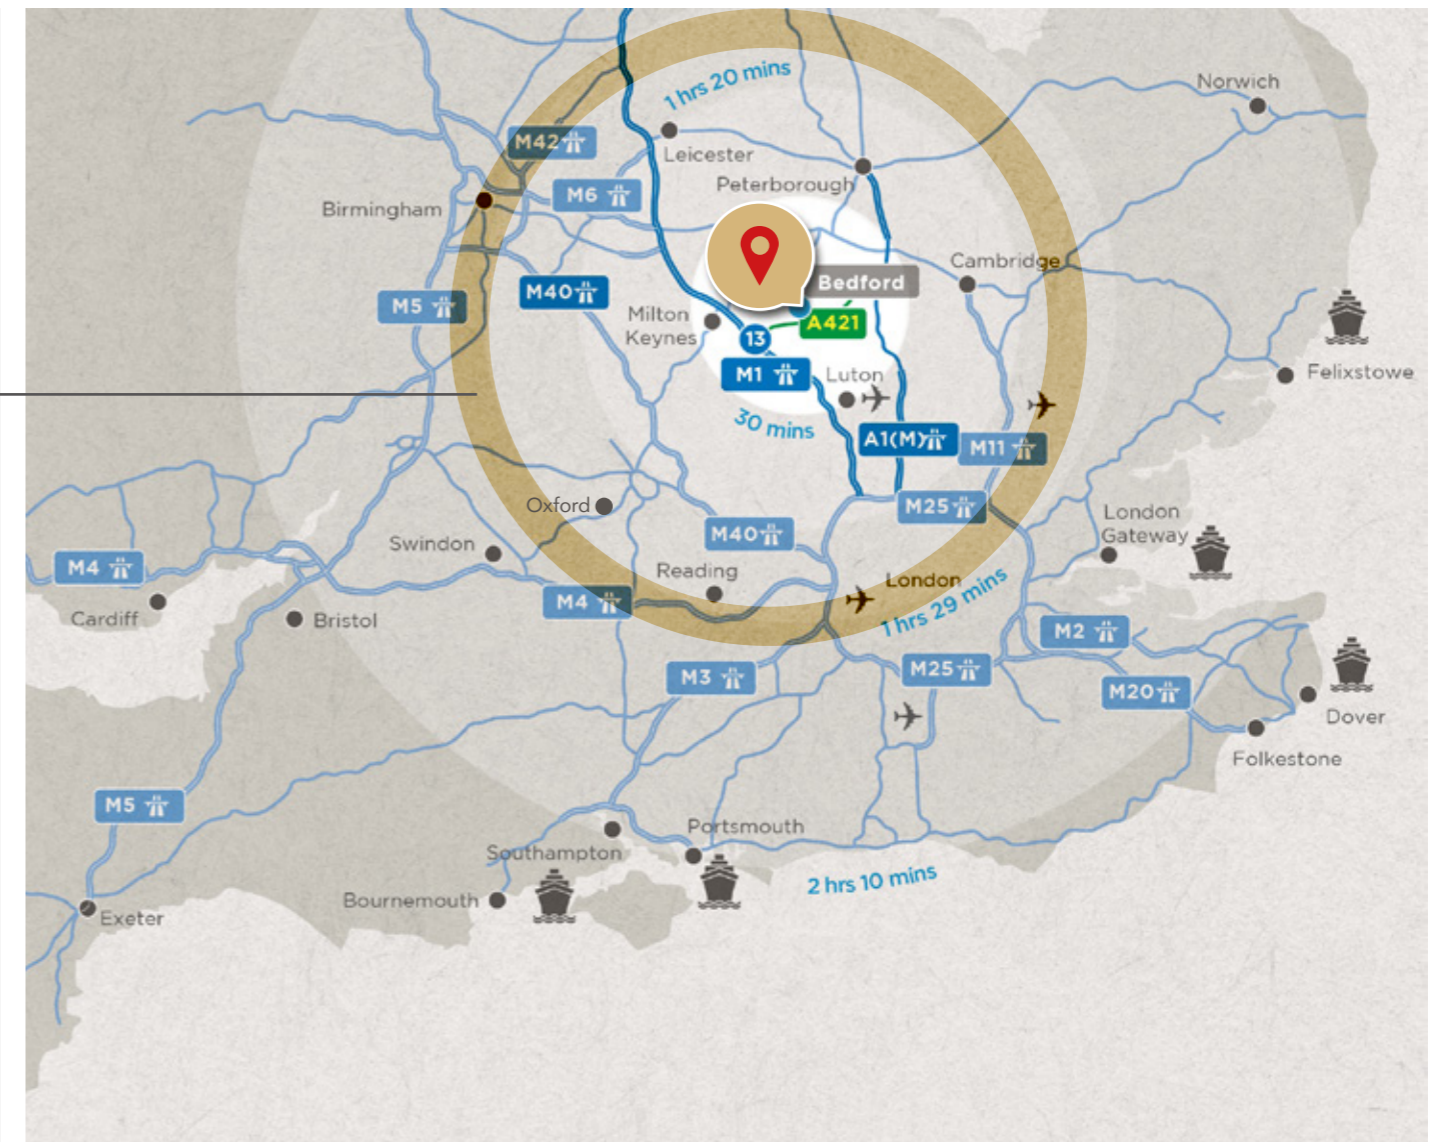 1 hrs 20 mins
Norwich
M42
Leicester
Peterborough
M6
Birmingham
Cambridge
Bedford
M40
M5
Milton
Keynes
A421
13
M1
Luton
Felixstowe
30 mins
A1(M)
M11
Oxford
M25
London
Gateway
M40
Swindon
M4
Reading
London
Cardiff
M4
1 hrs 29 mins
Bristol
M2
M3
M25
M20
Dover
Folkestone
M5
Portsmouth
Southampton
2 hrs 10 mins
Bournemouth
Exeter